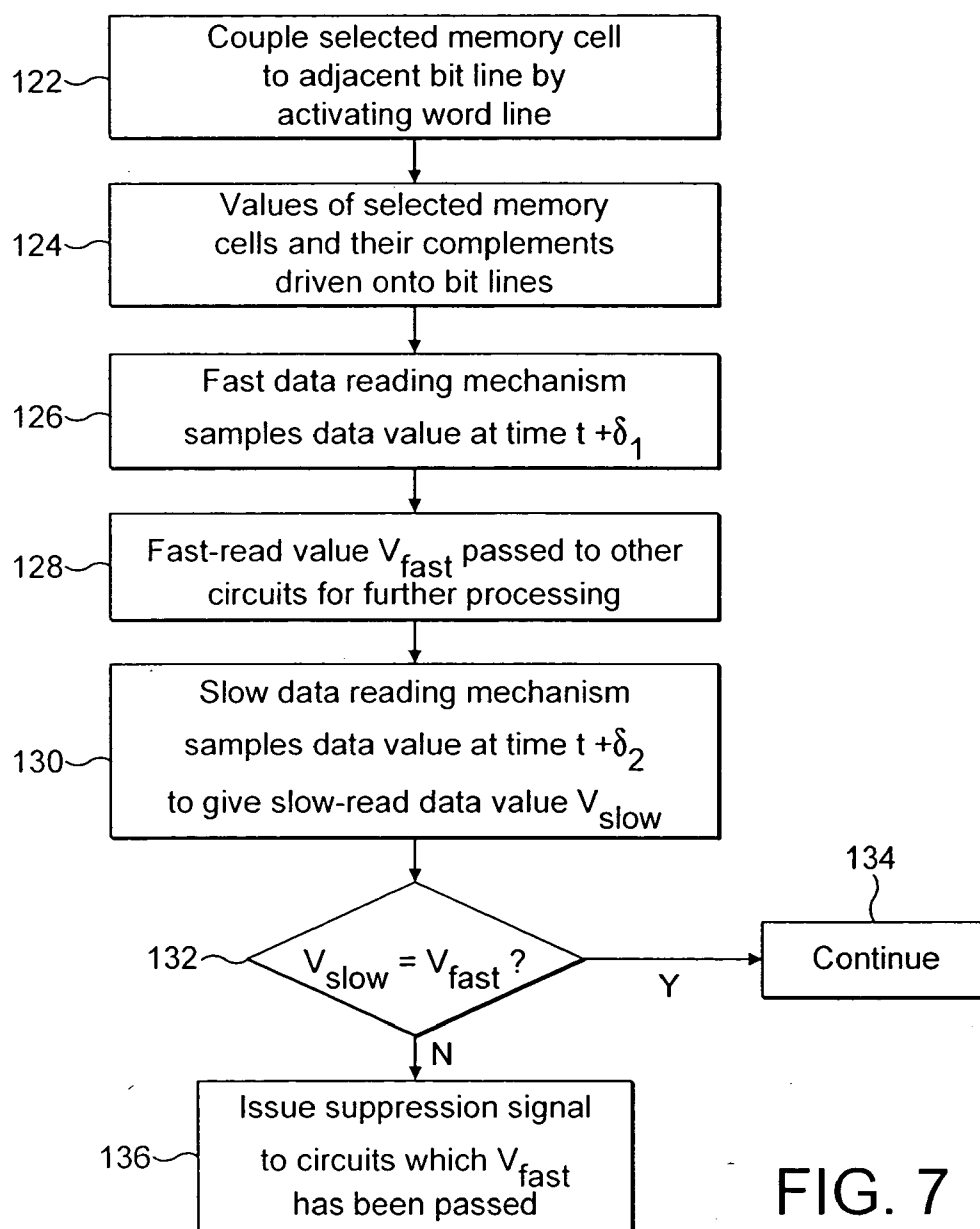 Couple selected memory cell
to adjacent bit line by
activating word line
122
Values of selected memory
cells and their complements
driven onto bit lines
124
Fast data reading mechanism
samples data value at time t +δ1
126
Fast-read value Vfast passed to other
circuits for further processing
128
Slow data reading mechanism
samples data value at time t +δ2
to give slow-read data value Vslow
130
134
132
Vslow = Vfast ?
Y
Continue
N
Issue suppression signal
to circuits which Vfast
has been passed
136
FIG. 7